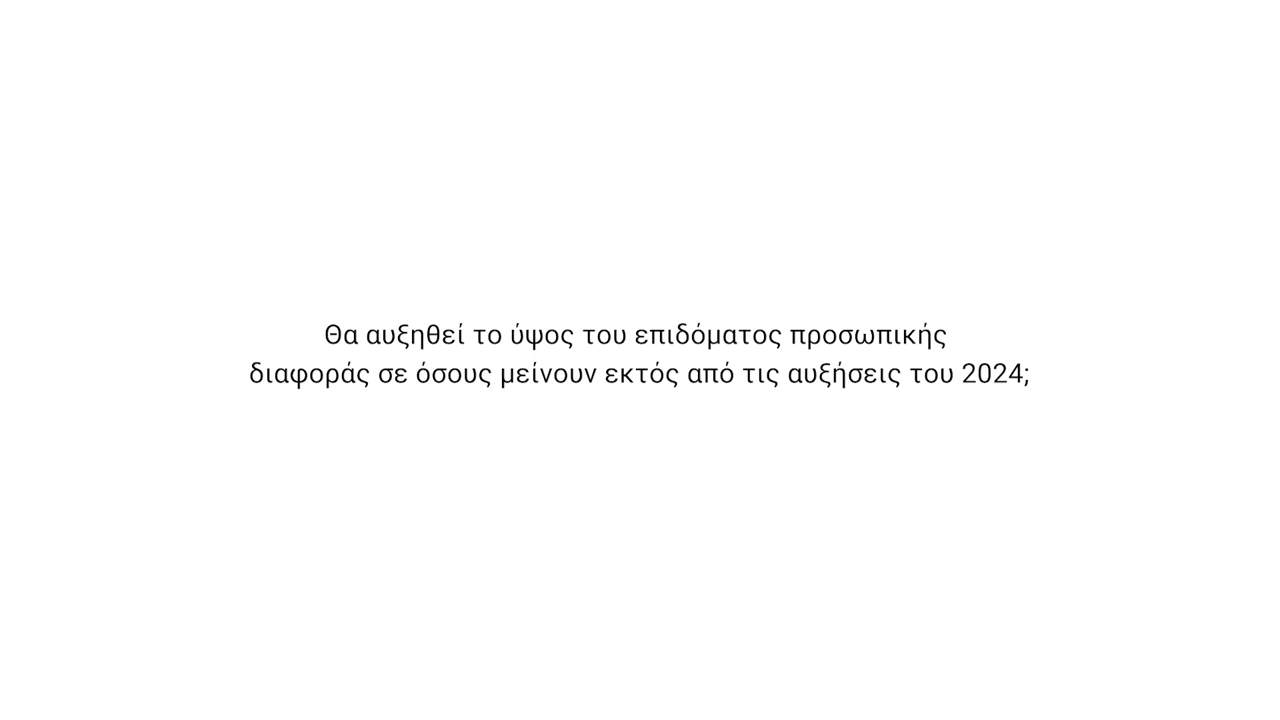 Θα αυξηθεί το ύψος του επιδόματος προσωπικής
διαφοράς σε όσους μείνουν εκτός από τις αυξήσεις του 2024;